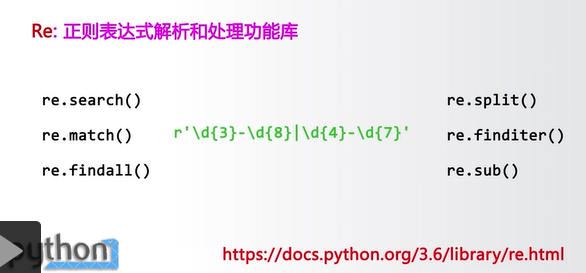 Re: 正则表达式解析和处理功能库
re.search() re.split()
re.match() r'\d{3}-\d{8}|\d{4}-\d{7}' re.finditer()
re.findall() re.sub()
python
https://docs.python.org/3.6/library/re.html